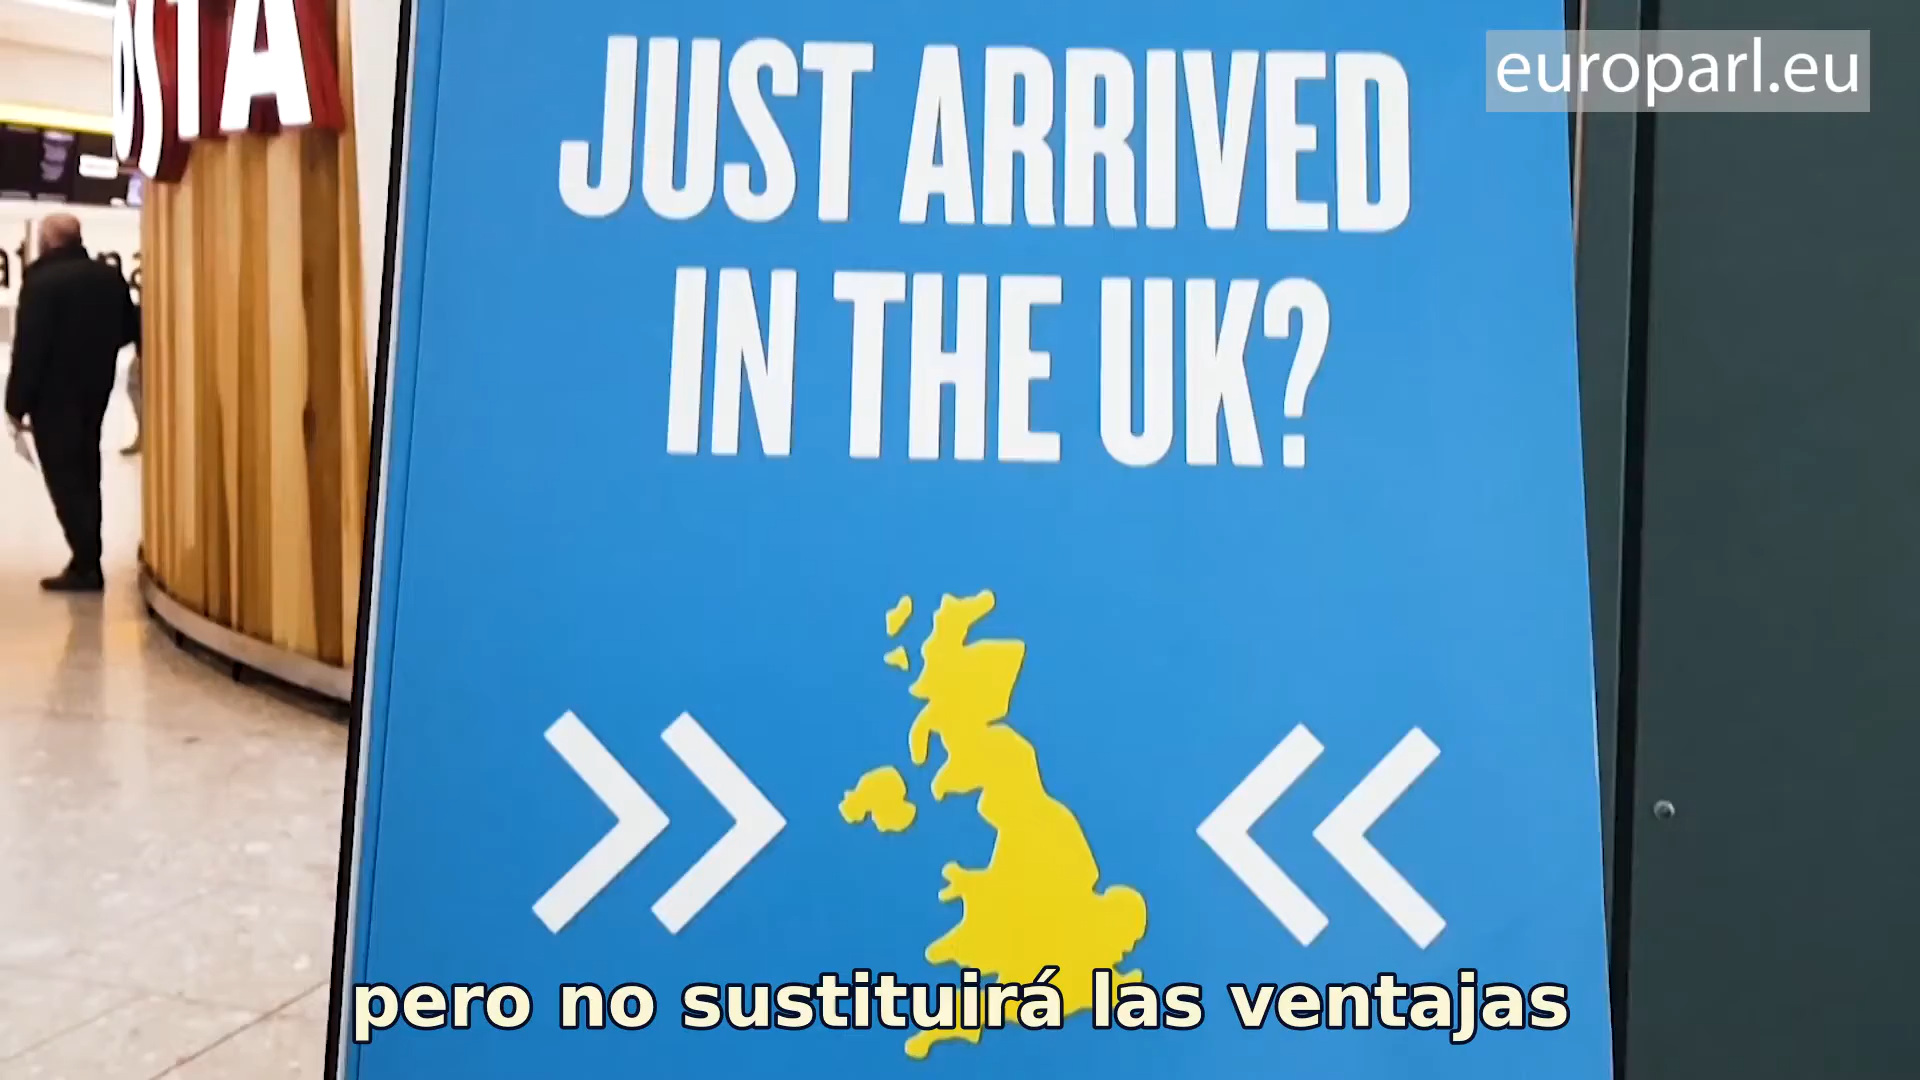 europarl.eu
JUST ARRIVED
IN THE UK?
pero no sustituirá las ventajas